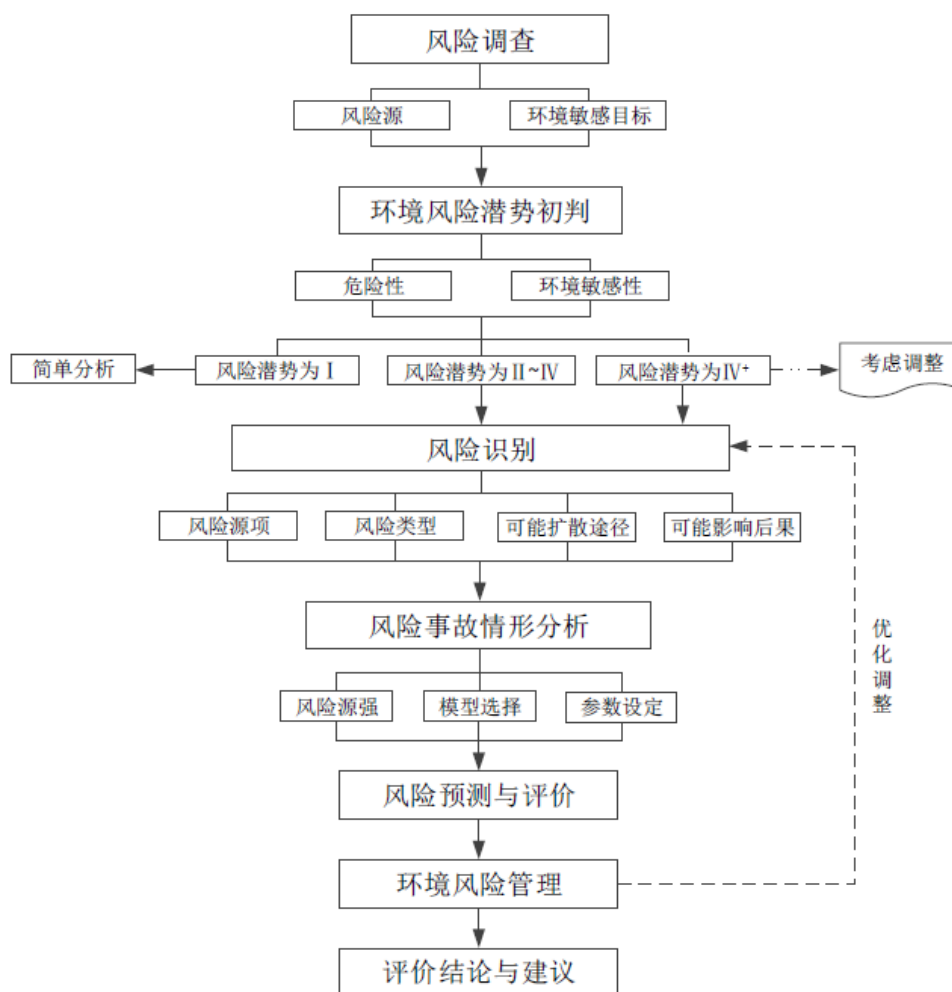 风险调查
风险源
环境敏感目标
环境风险潜势初判
危险性
环境敏感性
简单分析
风险潜势为Ⅰ
风险潜势为Ⅱ~Ⅳ
风险潜势为Ⅳ⁺
考虑调整
风险识别
风险源项
风险类型
可能扩散途径
可能影响后果
风险事故情形分析
优化调整
风险源强
模型选择
参数设定
风险预测与评价
环境风险管理
评价结论与建议